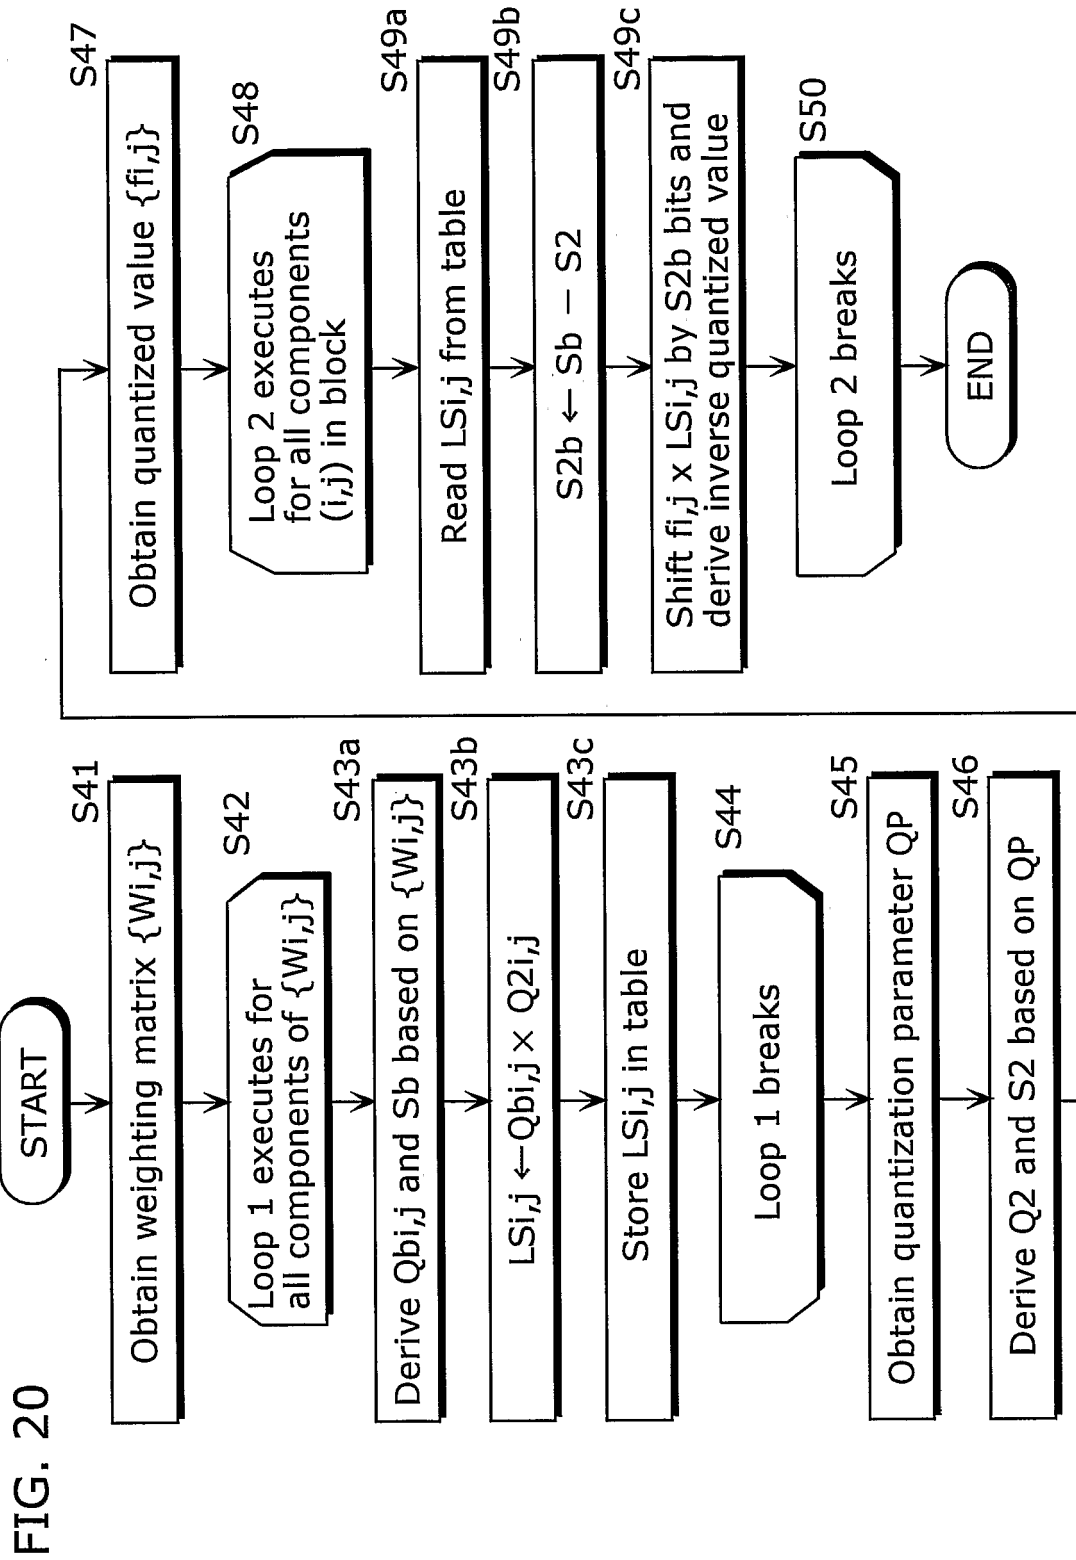 FIG. 20
START
S41
Obtain weighting matrix {Wi,j}
S42
Loop 1 executes for
all components of {Wi,j}
S43a
Derive Qbi,j and Sb based on {Wi,j}
S43b
LSi,j ←Qbi,j × Q2i,j
S43c
Store LSi,j in table
S44
Loop 1 breaks
S45
Obtain quantization parameter QP
S46
Derive Q2 and S2 based on QP
S47
Obtain quantized value {fi,j}
S48
Loop 2 executes
for all components
(i,j) in block
S49a
Read LSi,j from table
S49b
S2b ← Sb − S2
S49c
Shift fi,j x LSi,j by S2b bits and
derive inverse quantized value
S50
Loop 2 breaks
END